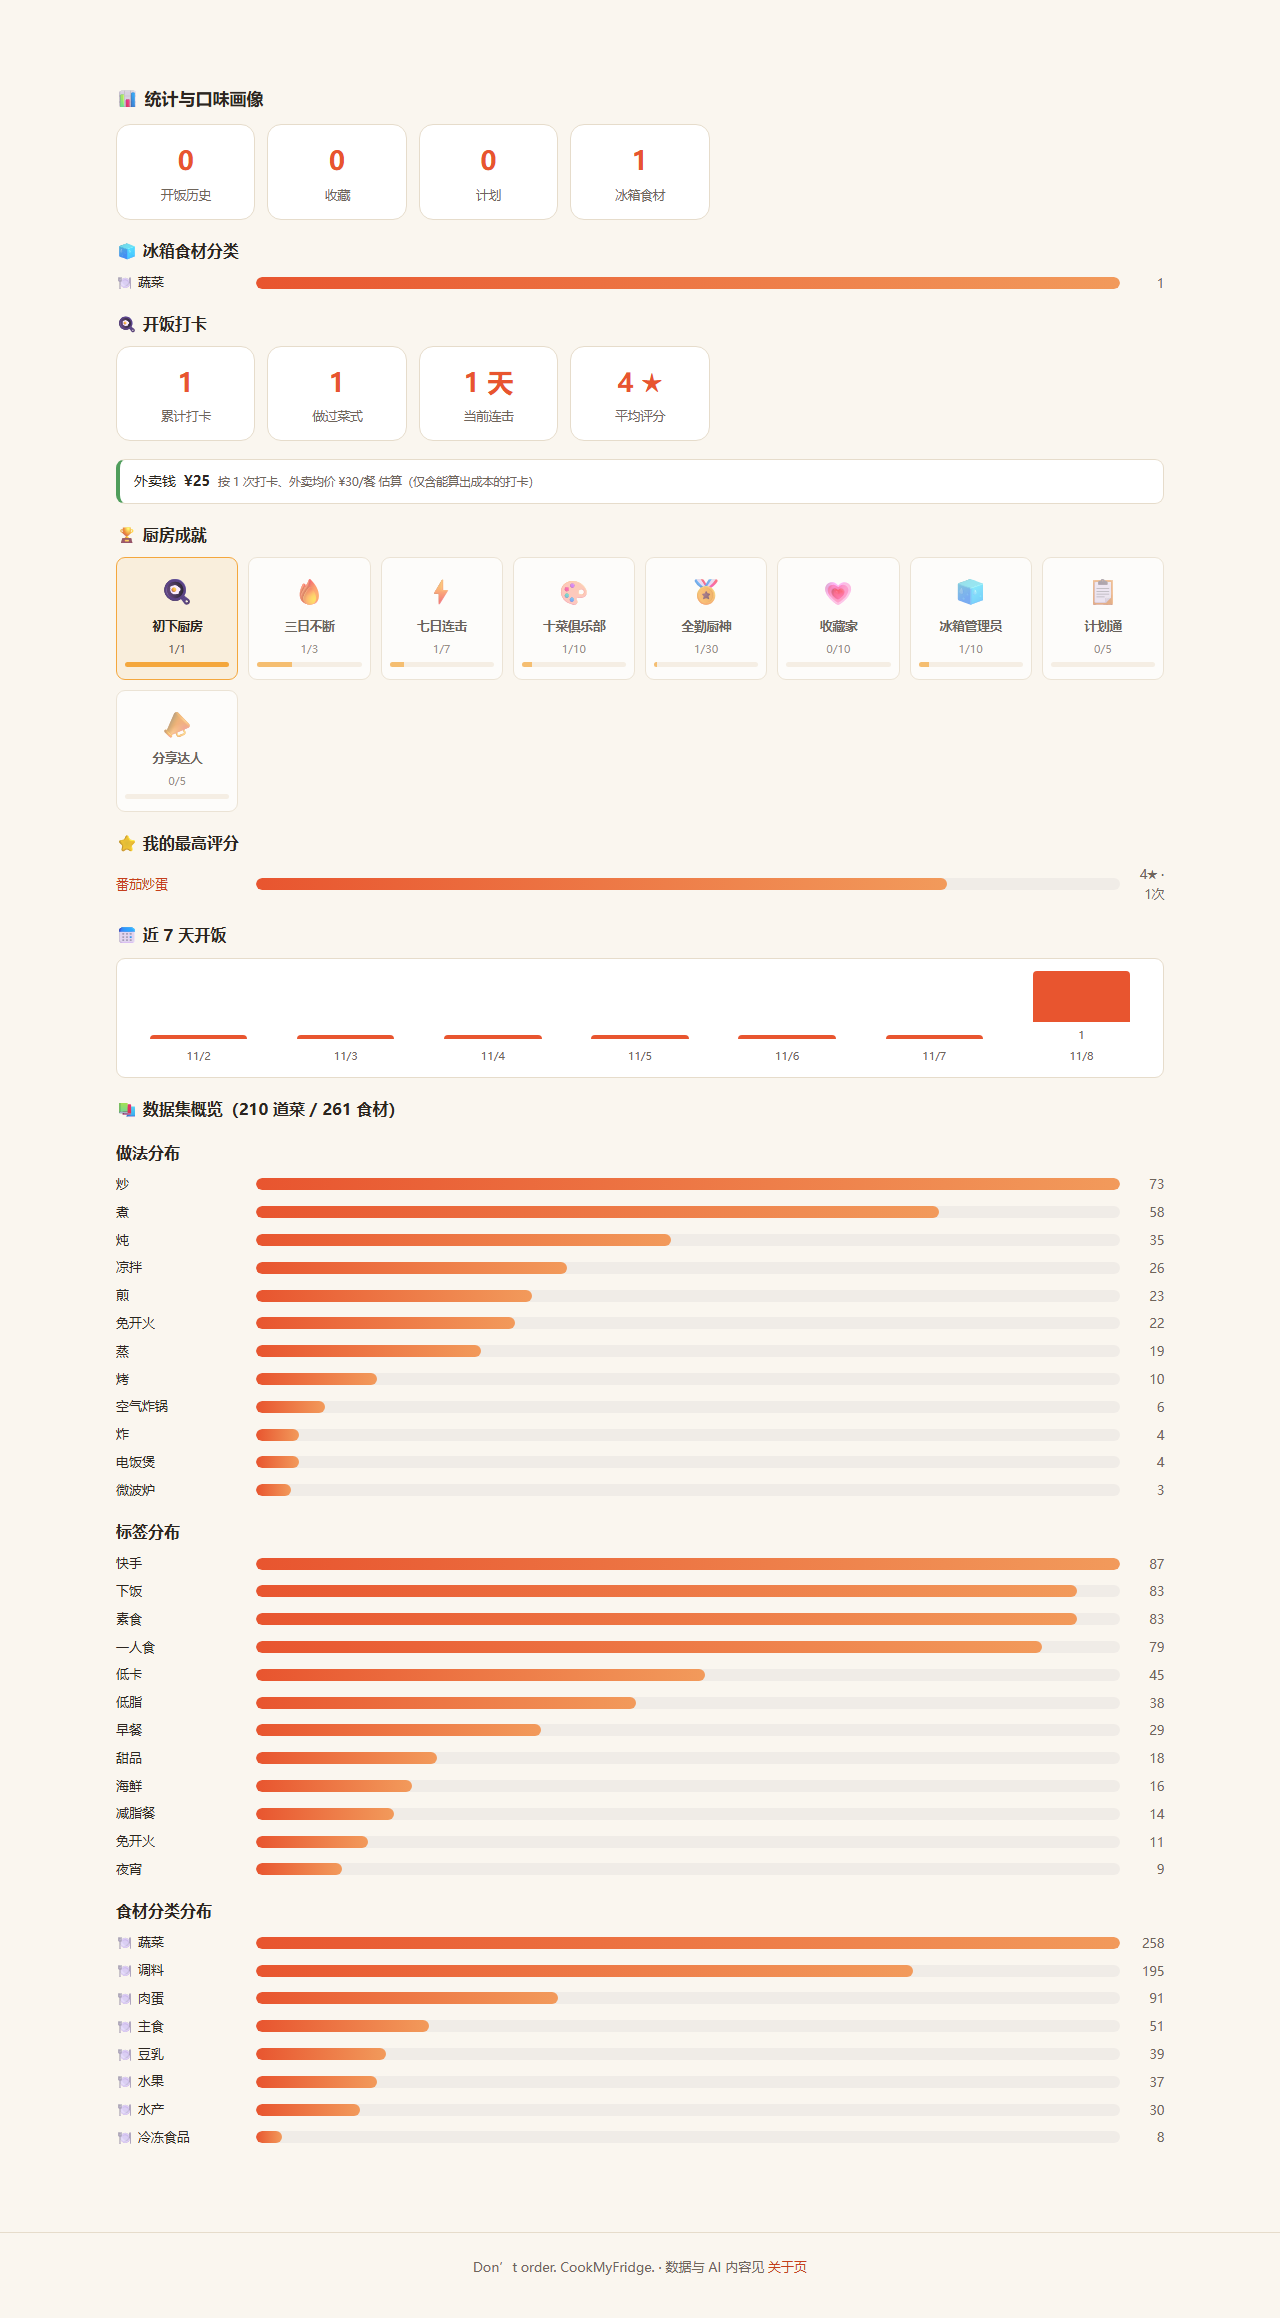 统计与口味画像
0
开饭历史
0
收藏
0
计划
1
冰箱食材
冰箱食材分类
蔬菜 1
开饭打卡
1
累计打卡
1
做过菜式
1 天
当前连击
4 ★
平均评分
外卖钱 ¥25 按 1 次打卡、外卖均价 ¥30/餐 估算（仅含能算出成本的打卡）
厨房成就
初下厨房
1/1
三日不断
1/3
七日连击
1/7
十菜俱乐部
1/10
全勤厨神
1/30
收藏家
0/10
冰箱管理员
1/10
计划通
0/5
分享达人
0/5
我的最高评分
番茄炒蛋 4★ ·
1次
近 7 天开饭
1
11/2 11/3 11/4 11/5 11/6 11/7 11/8
数据集概览（210 道菜 / 261 食材）
做法分布
炒 73
煮 58
炖 35
凉拌 26
煎 23
免开火 22
蒸 19
烤 10
空气炸锅 6
炸 4
电饭煲 4
微波炉 3
标签分布
快手 87
下饭 83
素食 83
一人食 79
低卡 45
低脂 38
早餐 29
甜品 18
海鲜 16
减脂餐 14
免开火 11
夜宵 9
食材分类分布
蔬菜 258
调料 195
肉蛋 91
主食 51
豆乳 39
水果 37
水产 30
冷冻食品 8
Don’t order. CookMyFridge. · 数据与 AI 内容见 关于页